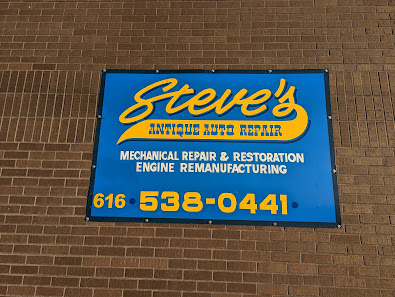 Steve's
ANTIQUE AUTO REPAIR
MECHANICAL REPAIR & RESTORATION
ENGINE REMANUFACTURING
616 • 538-0441 •